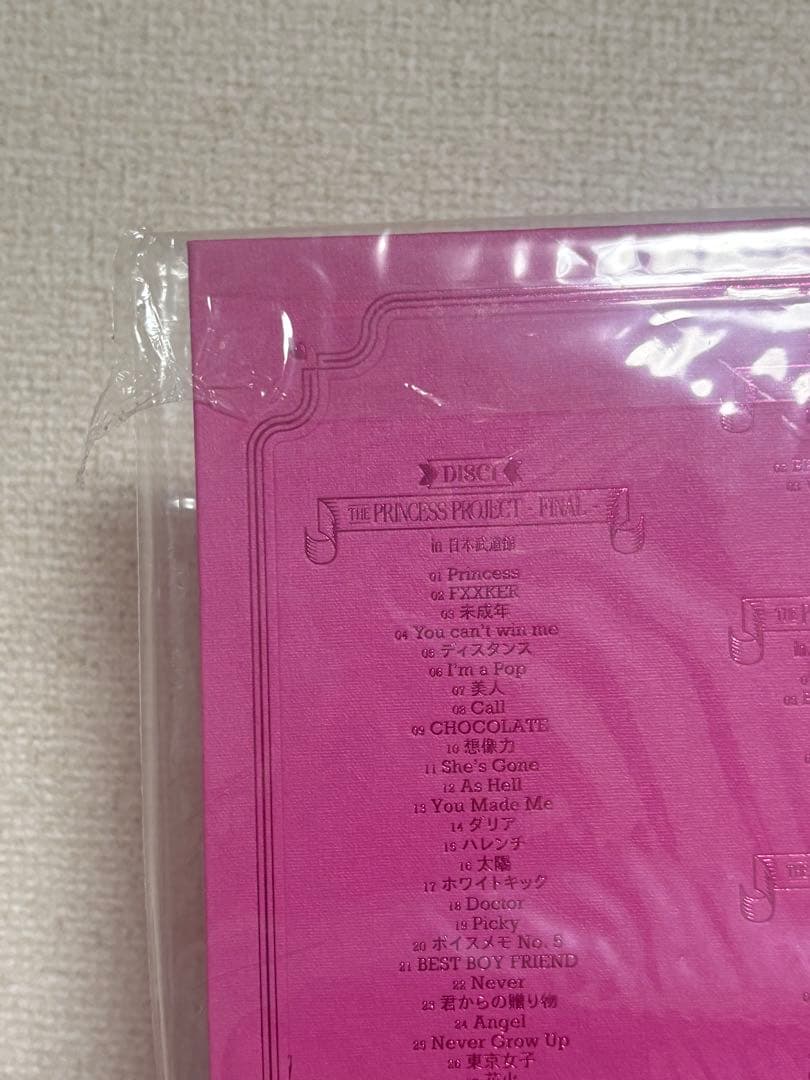 DISC1
THE PRINCESS PROJECT - FINAL -
in 日本武道館
01 Princess
02 FXXKER
03 未成年
04 You can't win me
05 ディスタンス
06 I'm a Pop
07 美人
08 Call
09 CHOCOLATE
10 想像力
11 She's Gone
12 As Hell
13 You Made Me
14 ダリア
15 ハレンチ
16 太陽
17 ホワイトキック
18 Doctor
19 Picky
20 ボイスメモ No. 5
21 BEST BOY FRIEND
22 Never
23 君からの贈り物
24 Angel
25 Never Grow Up
26 東京女子
THE
THE